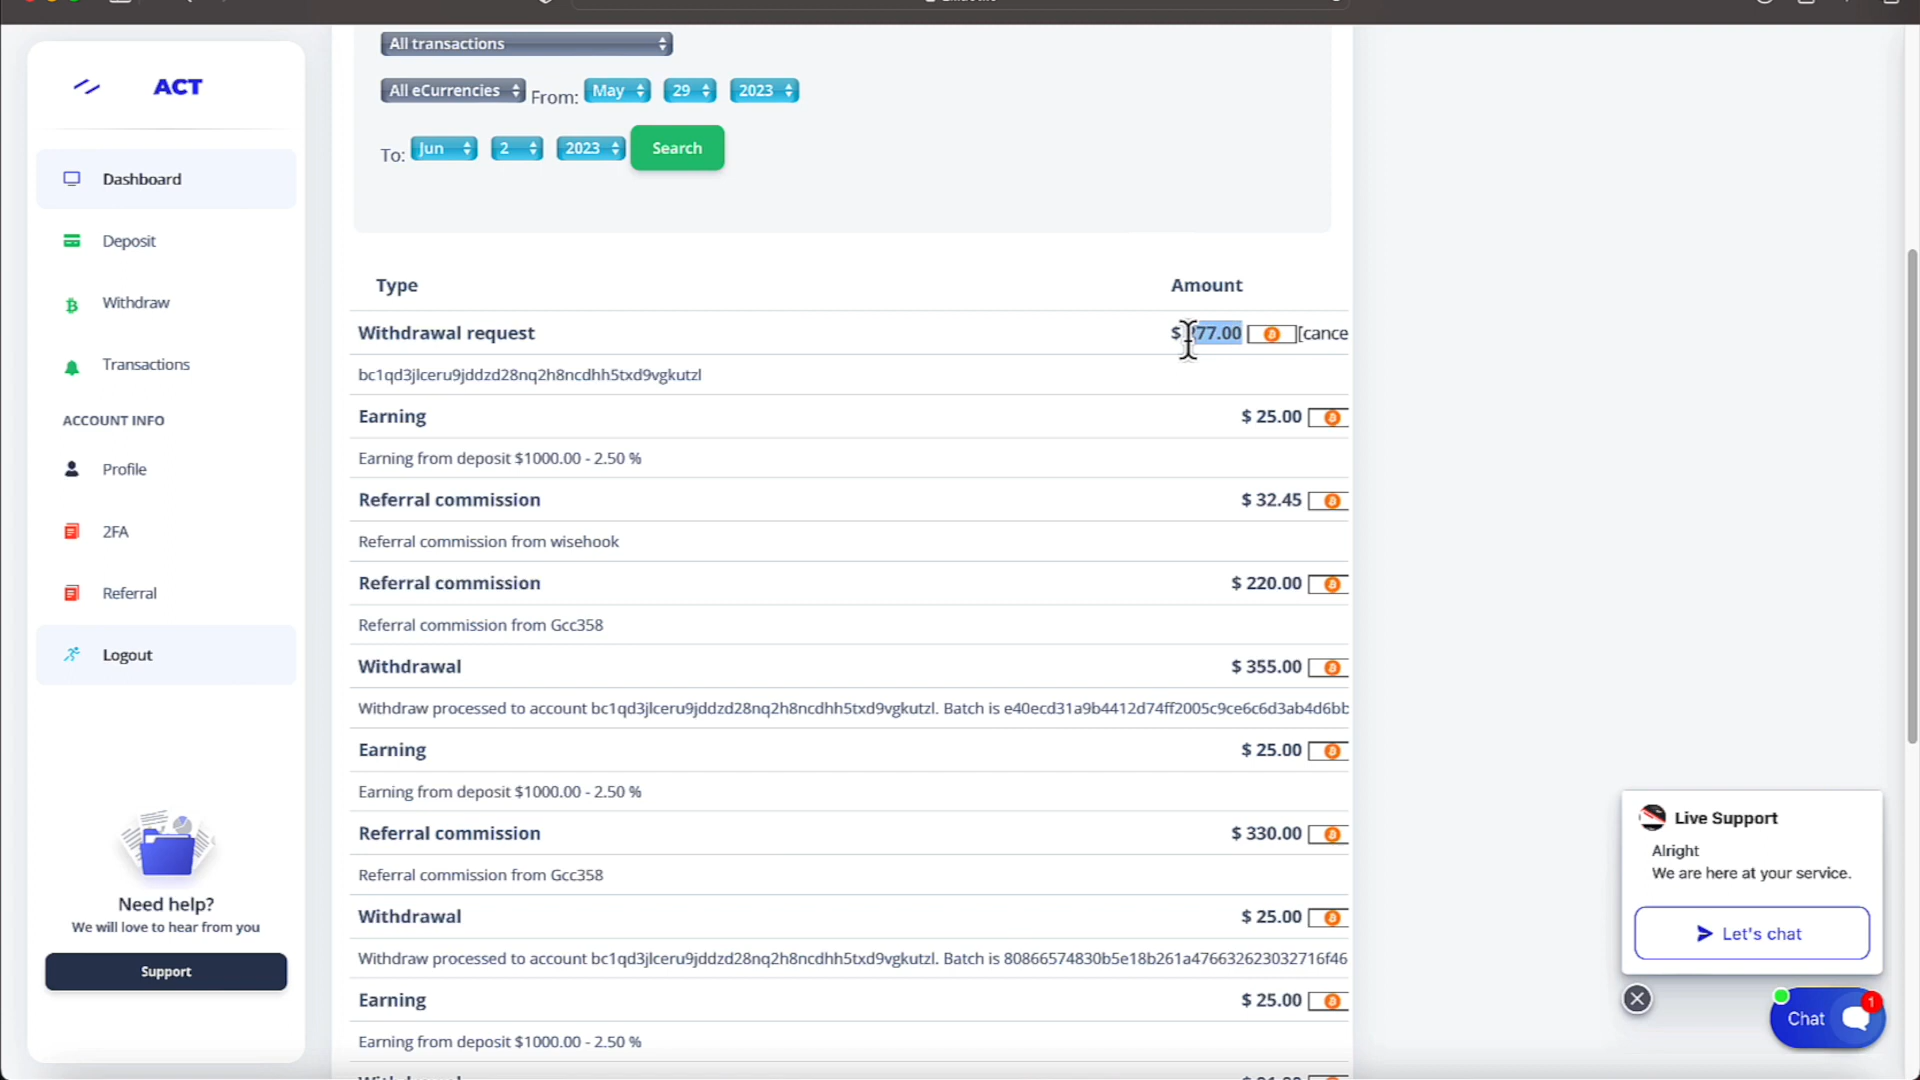 ACT
Dashboard
Deposit
Withdraw
Transactions
ACCOUNT INFO
Profile
2FA
Referral
Logout
Need help?
We will love to hear from you
Support
All transactions
All eCurrencies From: May 29 2023
To: Jun 2 2023 Search
Type Amount
Withdrawal request $ 77.00 [cance
bc1qd3jlceru9jddzd28nq2h8ncdhh5txd9vgkutzl
Earning $ 25.00
Earning from deposit $1000.00 - 2.50 %
Referral commission $ 32.45
Referral commission from wisehook
Referral commission $ 220.00
Referral commission from Gcc358
Withdrawal $ 355.00
Withdraw processed to account bc1qd3jlceru9jddzd28nq2h8ncdhh5txd9vgkutzl. Batch is e40ecd31a9b4412d74ff2005c9ce6c6d3ab4d6bb
Earning $ 25.00
Earning from deposit $1000.00 - 2.50 %
Referral commission $ 330.00
Referral commission from Gcc358
Withdrawal $ 25.00
Withdraw processed to account bc1qd3jlceru9jddzd28nq2h8ncdhh5txd9vgkutzl. Batch is 80866574830b5e18b261a476632623032716f46
Earning $ 25.00
Earning from deposit $1000.00 - 2.50 %
Live Support
Alright
We are here at your service.
Let's chat
Chat 1